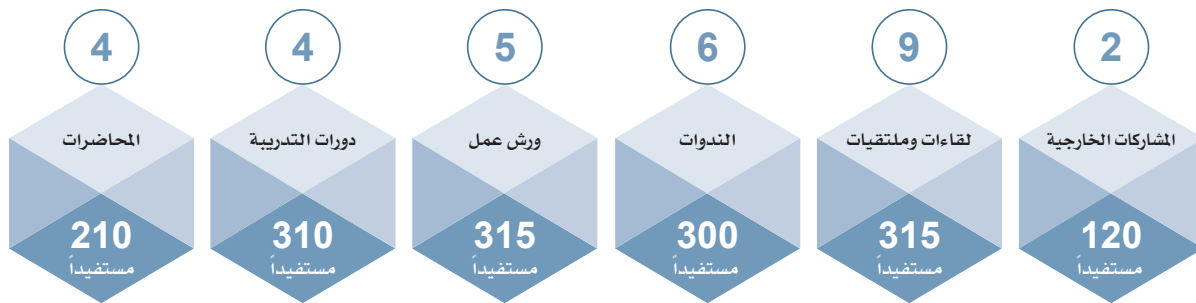 2
المشاركات الخارجية
120
مستفيداً
9
لقاءات وملتقيات
315
مستفيداً
6
الندوات
300
مستفيداً
5
ورش عمل
315
مستفيداً
4
دورات التدريبة
310
مستفيداً
4
المحاضرات
210
مستفيداً